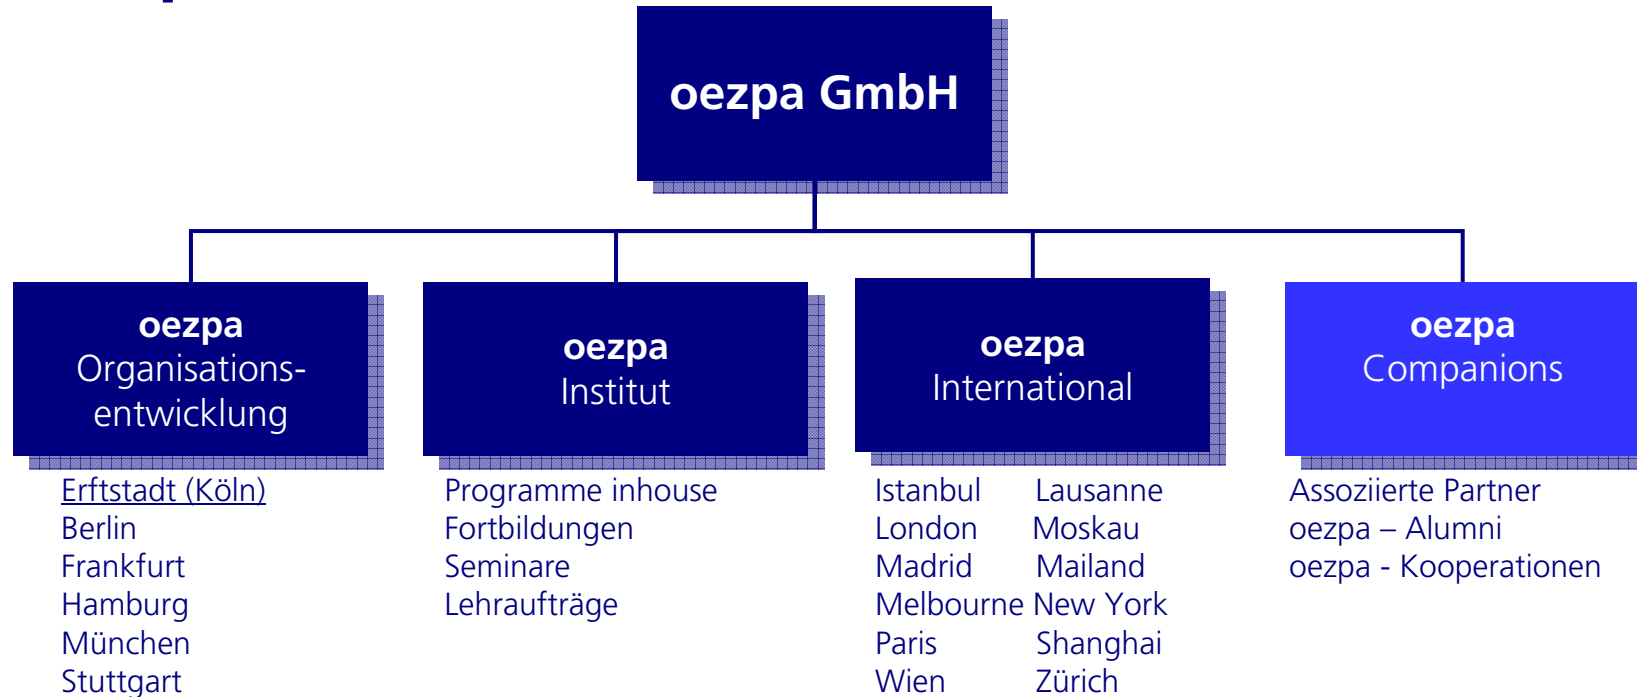 oezpa GmbH
oezpa
Organisations-
entwicklung
oezpa
Institut
oezpa
International
oezpa
Companions
Erftstadt (Köln)
Berlin
Frankfurt
Hamburg
München
Stuttgart
Programme inhouse
Fortbildungen
Seminare
Lehraufträge
Istanbul Lausanne
London Moskau
Madrid Mailand
Melbourne New York
Paris Shanghai
Wien Zürich
Assoziierte Partner
oezpa – Alumni
oezpa - Kooperationen